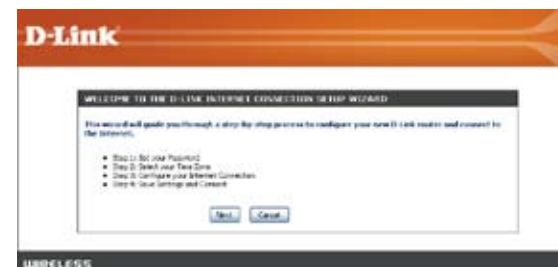 D-Link
WELCOME TO THE D-LINK INTERNET CONNECTION SETUP WIZARD
This wizard will guide you through a step-by-step process to configure your new D-Link router and connect to
the Internet.
Step 1: Set your Password
Step 2: Select your Time Zone
Step 3: Configure your Internet Connection
Step 4: Save Settings and Connect
Next
Cancel
WIRELESS